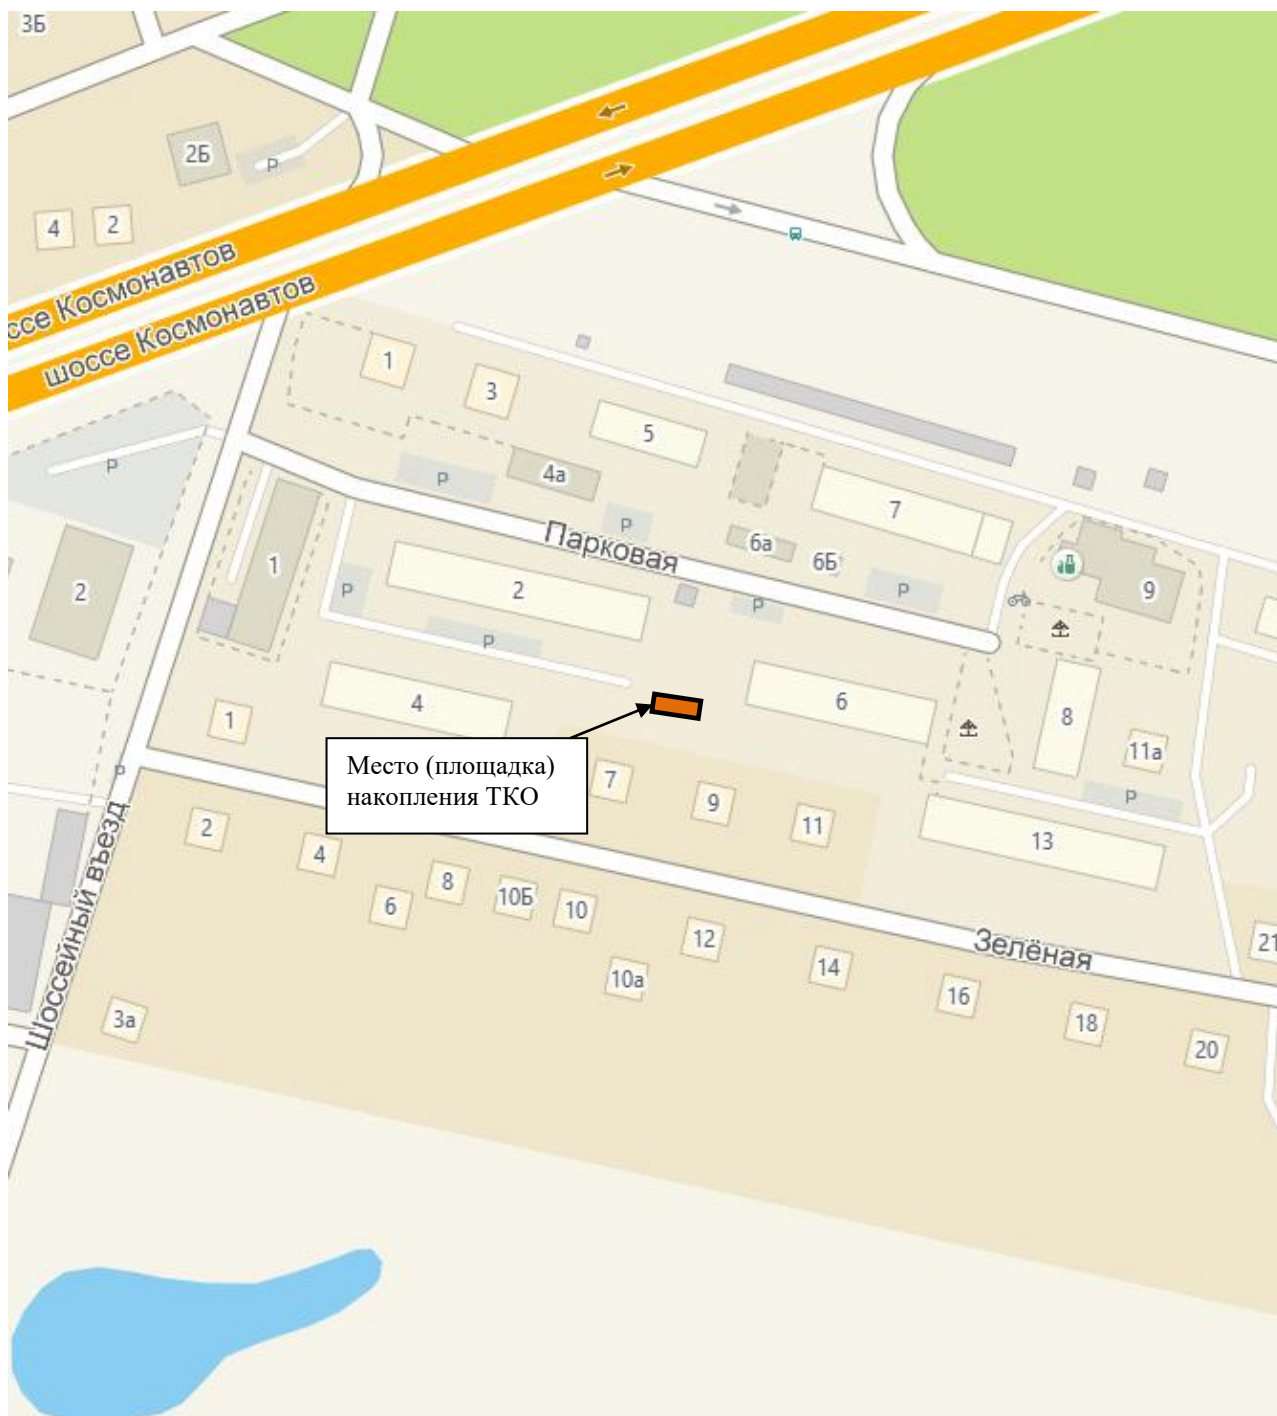 3Б
2Б
P
4
2
шоссе Космонавтов
шоссе Космонавтов
1
3
5
4а
P
P
P
7
6а
6Б
Парковая
1
2
2
P
P
P
P
9
4
6
8
1
11а
Место (площадка)
накопления ТКО
7
9
11
P
P
13
2
4
6
8
10Б
10
12
10а
14
16
18
20
21
Зелёная
Шоссейный въезд
3а